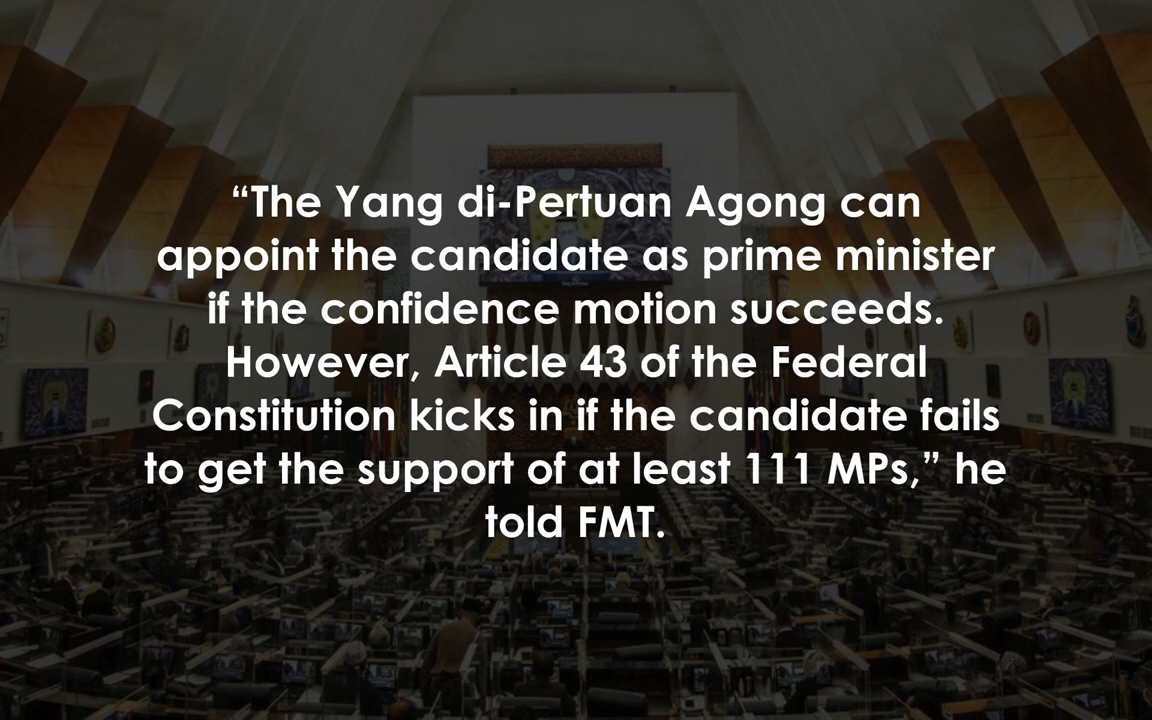 “The Yang di-Pertuan Agong can
appoint the candidate as prime minister
if the confidence motion succeeds.
However, Article 43 of the Federal
Constitution kicks in if the candidate fails
to get the support of at least 111 MPs,” he
told FMT.